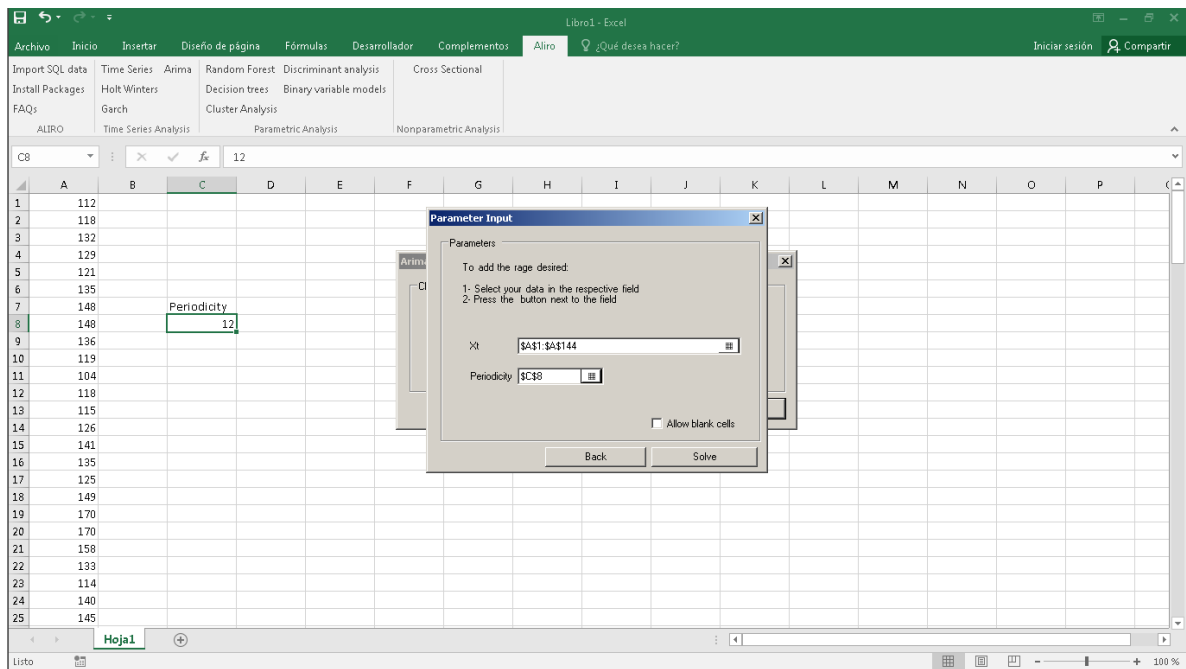 Libro1 - Excel
Archivo Inicio Insertar Diseño de página Fórmulas Desarrollador Complementos Aliro ¿Qué desea hacer? Iniciar sesión Compartir
Import SQL data Time Series Arima Random Forest Discriminant analysis Cross Sectional
Install Packages Holt Winters Decision trees Binary variable models
FAQs Garch Cluster Analysis
ALIRO Time Series Analysis Parametric Analysis Nonparametric Analysis
C8 fx 12
A B C D E F G H I J K L M N O P
1 112
2 118
3 132
4 129
5 121
6 135
7 148 Periodicity
8 148 12
9 136
10 119
11 104
12 118
13 115
14 126
15 141
16 135
17 125
18 149
19 170
20 170
21 158
22 133
23 114
24 140
25 145
Parameter Input
Parameters
To add the rage desired:
1- Select your data in the respective field
2- Press the button next to the field
Xt $A$1:$A$144
Periodicity $C$8
Allow blank cells
Back Solve
Hoja1
Listo 100 %